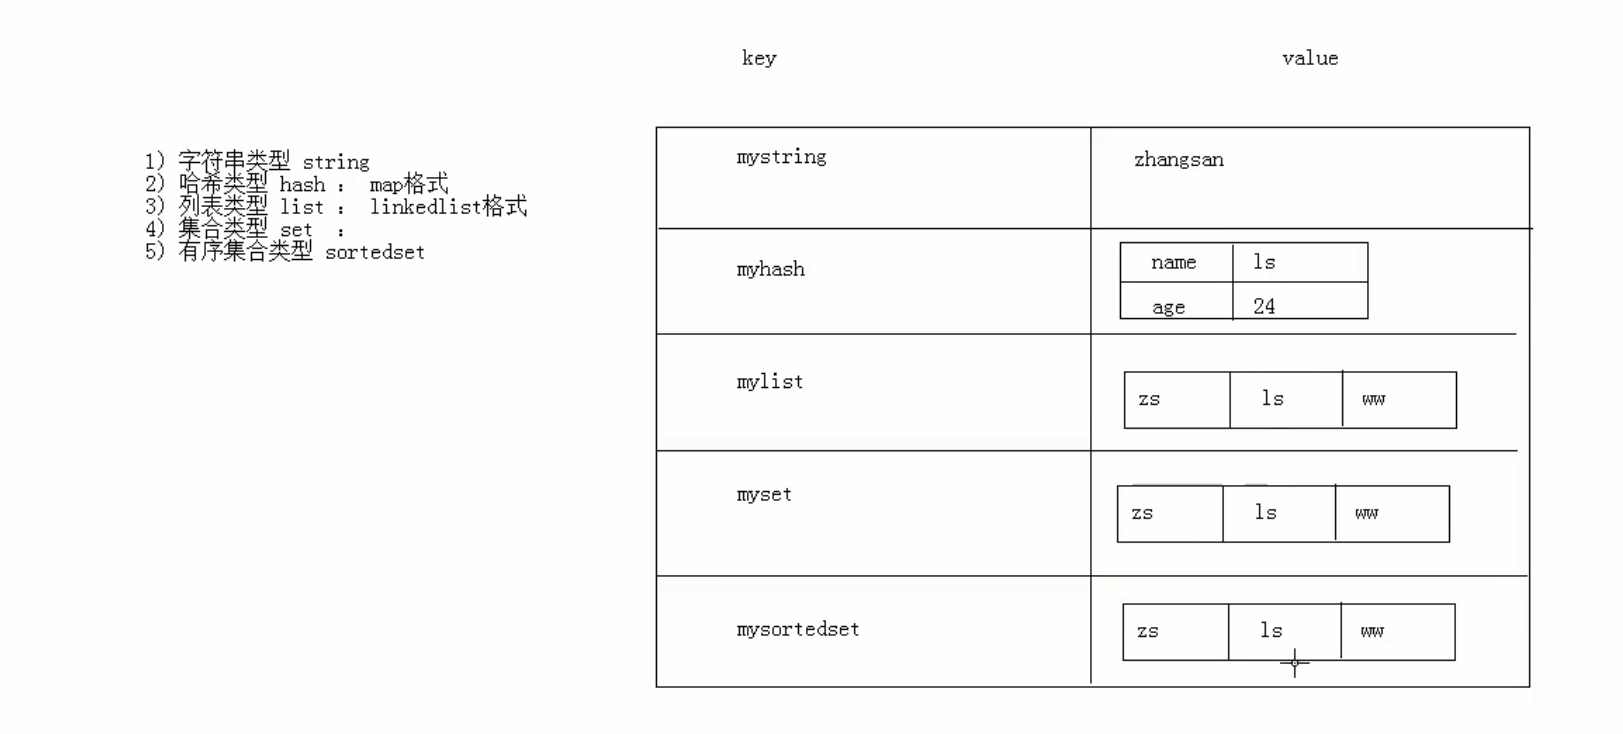 key value
1) 字符串类型 string
2) 哈希类型 hash ： map格式
3) 列表类型 list ： linkedlist格式
4) 集合类型 set ：
5) 有序集合类型 sortedset
mystring zhangsan
myhash
name ls
age 24
mylist zs ls ww
myset zs ls ww
mysortedset zs ls ww